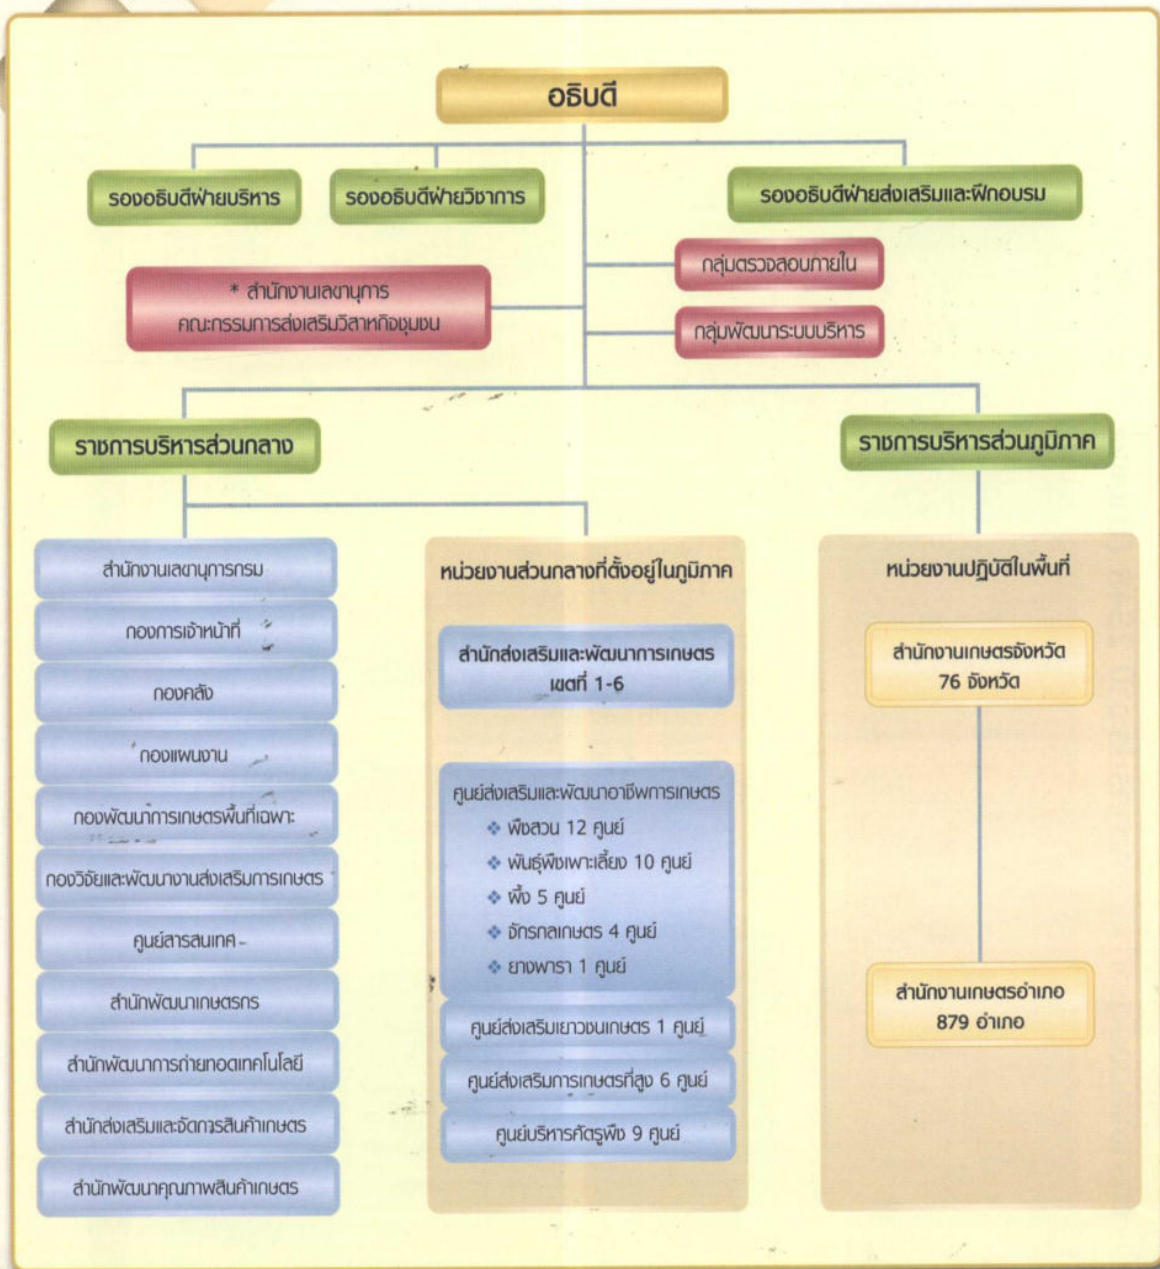 อธิบดี
รองอธิบดีฝ่ายบริหาร
รองอธิบดีฝ่ายวิชาการ
รองอธิบดีฝ่ายส่งเสริมและฝึกอบรม
กลุ่มตรวจสอบภายใน
* สำนักงานเลขานุการ
คณะกรรมการส่งเสริมวิสาหกิจชุมชน
กลุ่มพัฒนาระบบบริหาร
ราชการบริหารส่วนกลาง
ราชการบริหารส่วนภูมิภาค
สำนักงานเลขานุการกรม
กองการเจ้าหน้าที่
กองคลัง
กองแผนงาน
กองพัฒนาการเกษตรพื้นที่เฉพาะ
กองวิจัยและพัฒนางานส่งเสริมการเกษตร
ศูนย์สารสนเทศ
สำนักพัฒนาเกษตรกร
สำนักพัฒนาการถ่ายทอดเทคโนโลยี
สำนักส่งเสริมและจัดการสินค้าเกษตร
สำนักพัฒนาคุณภาพสินค้าเกษตร
หน่วยงานส่วนกลางที่ตั้งอยู่ในภูมิภาค
สำนักส่งเสริมและพัฒนาการเกษตร
เขตที่ 1-6
ศูนย์ส่งเสริมและพัฒนาอาชีพการเกษตร
❖ พืชสวน 12 ศูนย์
❖ พันธุ์พืชเพาะเลี้ยง 10 ศูนย์
❖ ผึ้ง 5 ศูนย์
❖ จักรกลเกษตร 4 ศูนย์
❖ ยางพารา 1 ศูนย์
ศูนย์ส่งเสริมเยาวชนเกษตร 1 ศูนย์
ศูนย์ส่งเสริมการเกษตรที่สูง 6 ศูนย์
ศูนย์บริหารศัตรูพืช 9 ศูนย์
หน่วยงานปฏิบัติในพื้นที่
สำนักงานเกษตรจังหวัด
76 จังหวัด
สำนักงานเกษตรอำเภอ
879 อำเภอ